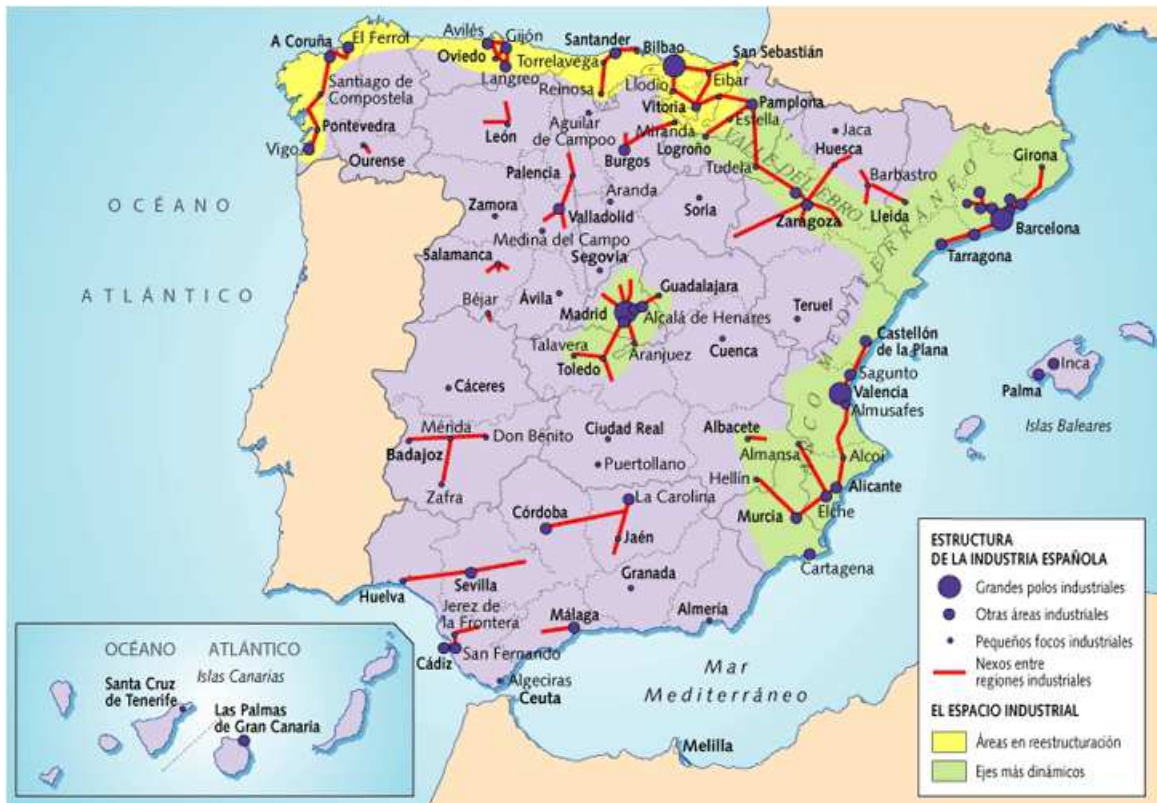 A Coruña
El Ferrol
Avilés
Gijón
Oviedo
Langreo
Santander
Torrelavega
Bilbao
San Sebastián
Eibar
Reinosa
Llodio
Santiago de
Compostela
Pontevedra
Vigo
Ourense
León
Aguilar
de Campoo
Vitoria
Miranda
Logroño
Estella
Pamplona
Jaca
Huesca
Girona
Burgos
Tudela
VALLE DEL EBRO
Barbastro
Lleida
Barcelona
Tarragona
ARCO MEDITERRÁNEO
Palencia
Aranda
Soria
Zaragoza
Zamora
Valladolid
Medina del Campo
Segovia
Salamanca
OCÉANO
ATLÁNTICO
Béjar
Ávila
Madrid
Guadalajara
Alcalá de Henares
Teruel
Talavera
Toledo
Aranjuez
Cuenca
Castellón
de la Plana
Sagunto
Valencia
Almusafes
Inca
Palma
Islas Baleares
Cáceres
Mérida
Don Benito
Badajoz
Zafra
Ciudad Real
Puertollano
Albacete
Almansa
Alcoi
Hellín
Alicante
Elche
Murcia
Cartagena
La Carolina
Córdoba
Jaén
Granada
Almería
Huelva
Sevilla
Jerez de
la Frontera
Málaga
Cádiz
San Fernando
Algeciras
Ceuta
Melilla
Mar
Mediterráneo
OCÉANO
ATLÁNTICO
Islas Canarias
Santa Cruz
de Tenerife
Las Palmas
de Gran Canaria
ESTRUCTURA
DE LA INDUSTRIA ESPAÑOLA
Grandes polos industriales
Otras áreas industriales
Pequeños focos industriales
Nexos entre
regiones industriales
EL ESPACIO INDUSTRIAL
Áreas en reestructuración
Ejes más dinámicos